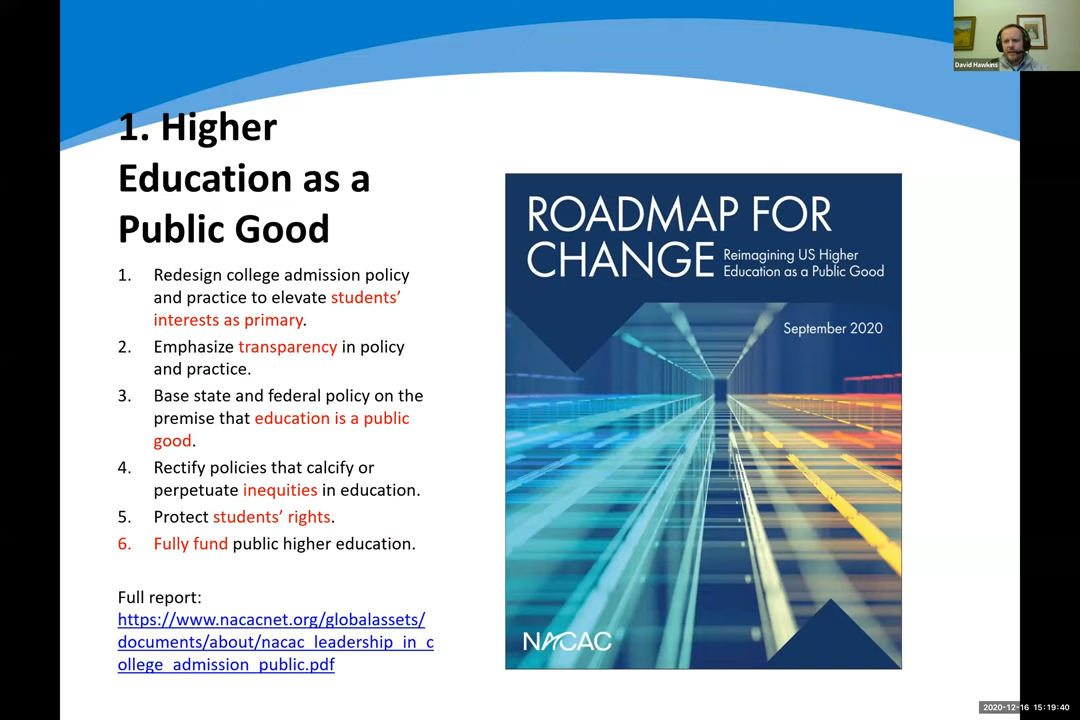 David Hawkins
1. Higher
Education as a
Public Good
1. Redesign college admission policy
and practice to elevate students’
interests as primary.
2. Emphasize transparency in policy
and practice.
3. Base state and federal policy on the
premise that education is a public
good.
4. Rectify policies that calcify or
perpetuate inequities in education.
5. Protect students’ rights.
6. Fully fund public higher education.
Full report:
https://www.nacacnet.org/globalassets/
documents/about/nacac_leadership_in_c
ollege_admission_public.pdf
ROADMAP FOR
CHANGE
Reimagining US Higher
Education as a Public Good
September 2020
NACAC
2020-12-16 15:19:40